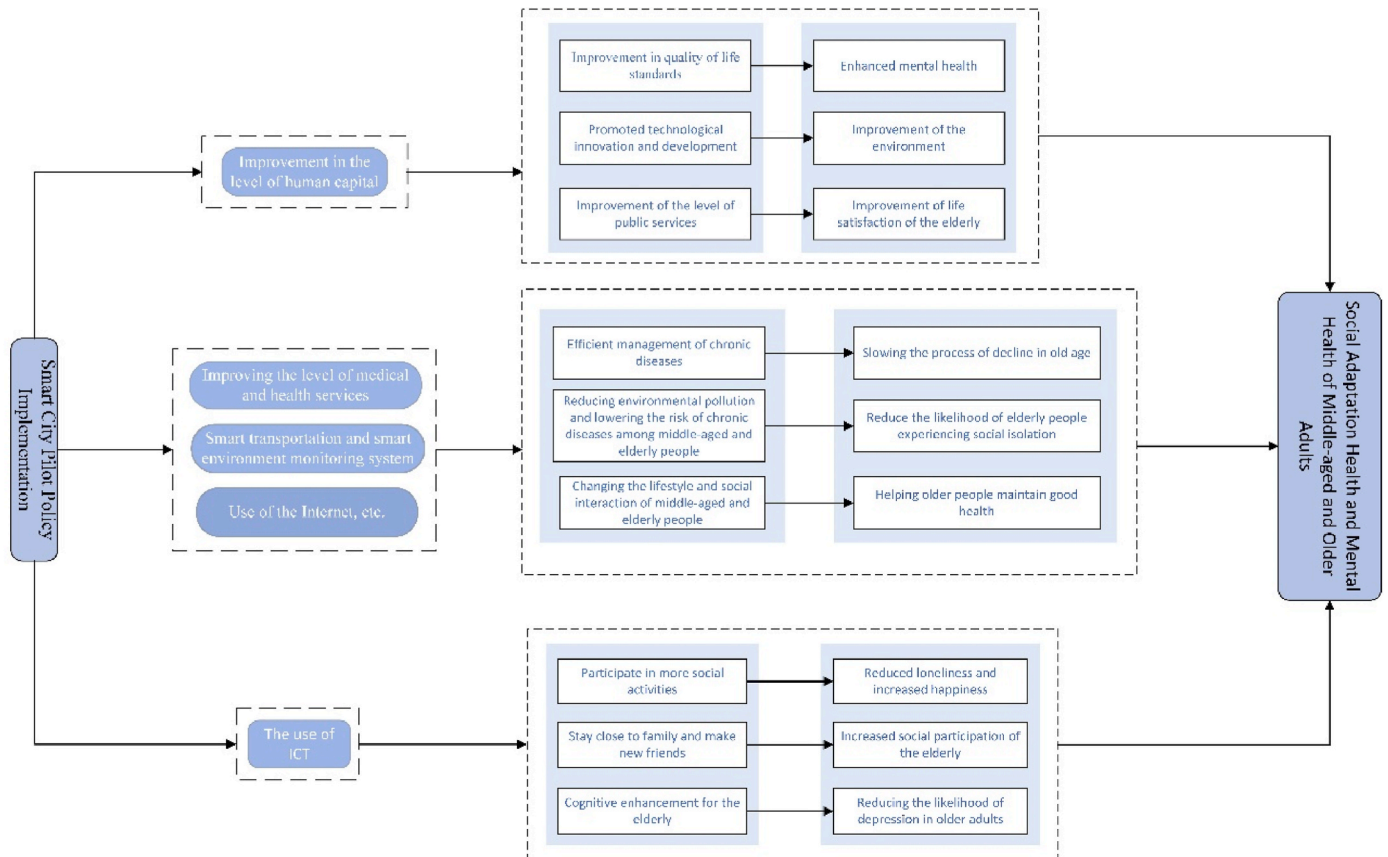 Smart City Pilot Policy
Implementation
Improvement in the
level of human capital
Improvement in quality of life
standards
Enhanced mental health
Promoted technological
innovation and development
Improvement of the
environment
Improvement of the level of
public services
Improvement of life
satisfaction of the elderly
Improving the level of medical
and health services
Smart transportation and smart
environment monitoring system
Use of the Internet, etc.
Efficient management of chronic
diseases
Slowing the process of decline in old age
Reducing environmental pollution
and lowering the risk of chronic
diseases among middle-aged and
elderly people
Reduce the likelihood of elderly people
experiencing social isolation
Changing the lifestyle and social
interaction of middle-aged and
elderly people
Helping older people maintain good
health
The use of
ICT
Participate in more social
activities
Reduced loneliness and
increased happiness
Stay close to family and make
new friends
Increased social participation of
the elderly
Cognitive enhancement for the
elderly
Reducing the likelihood of
depression in older adults
Social Adaptation Health and Mental
Health of Middle-aged and Older
Adults